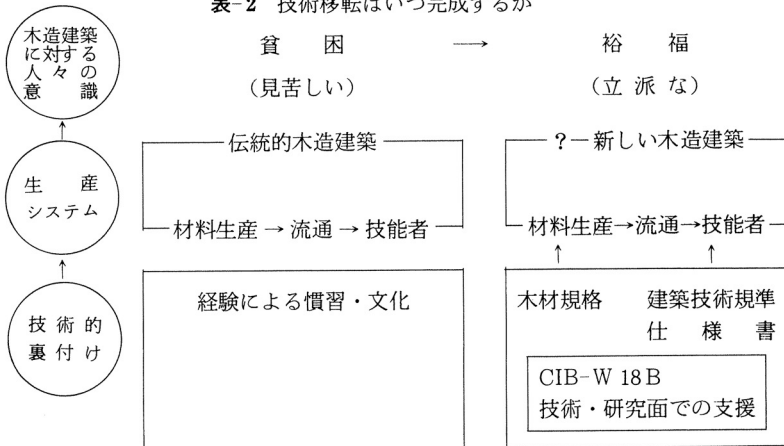 表-2 技術移転はいつ完成するか
木造建築
に対する
人々の
意識
貧困 → 裕福
(見苦しい) (立派な)
伝統的木造建築 ?-新しい木造建築
生産
システム
材料生産→流通→技能者 材料生産→流通→技能者
経験による慣習・文化 木材規格 建築技術規準
仕様書
技術的
裏付け
CIB-W 18B
技術・研究面での支援